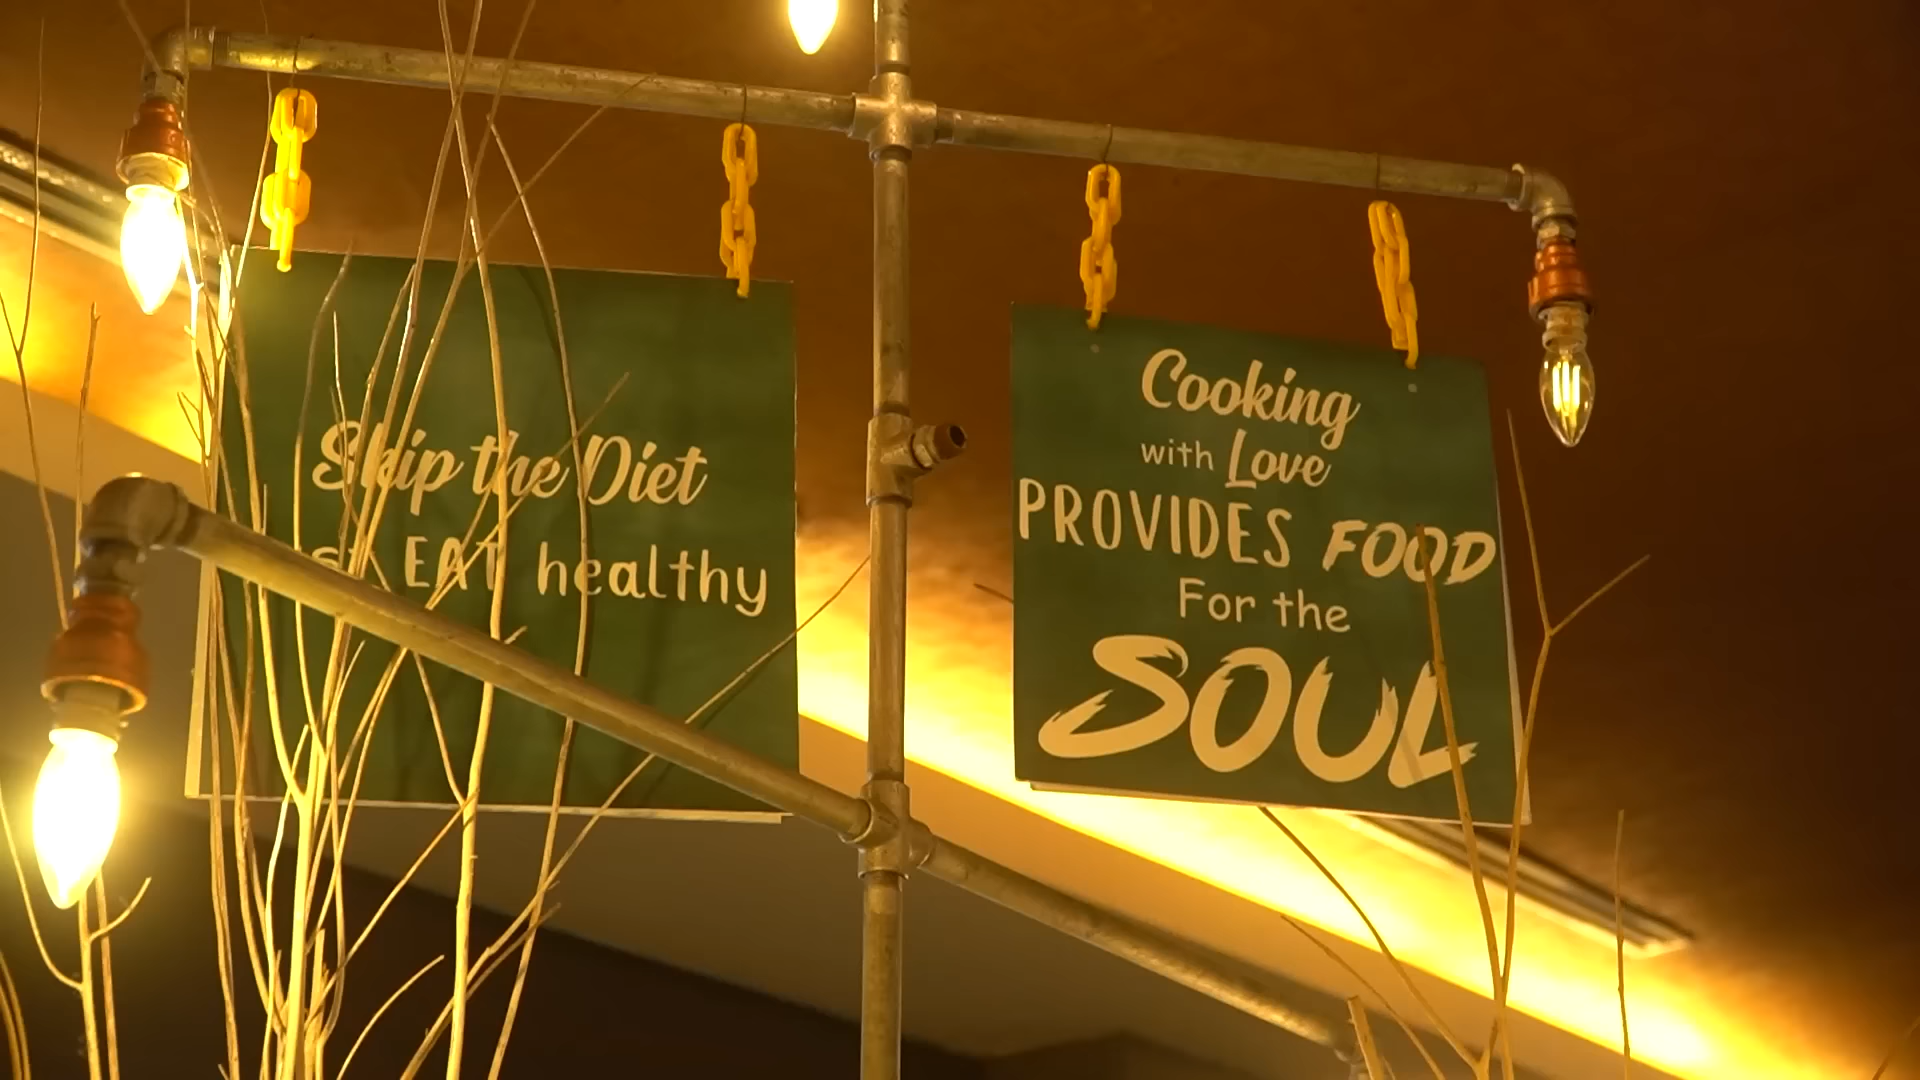 Skip the Diet
EAT healthy
Cooking
with Love
PROVIDES FOOD
For the
SOUL